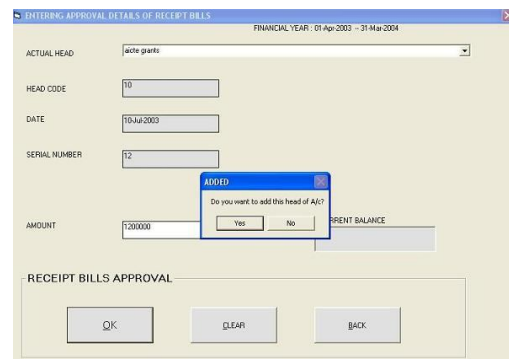 ENTERING APPROVAL DETAILS OF RECEIPT BILLS
FINANCIAL YEAR : 01-Apr-2003 -- 31-Mar-2004
ACTUAL HEAD
aicte grants
HEAD CODE
10
DATE
10-Jul-2003
SERIAL NUMBER
12
ADDED
Do you want to add this head of A/c?
Yes No
AMOUNT
1200000
RRENT BALANCE
RECEIPT BILLS APPROVAL
OK CLEAR BACK